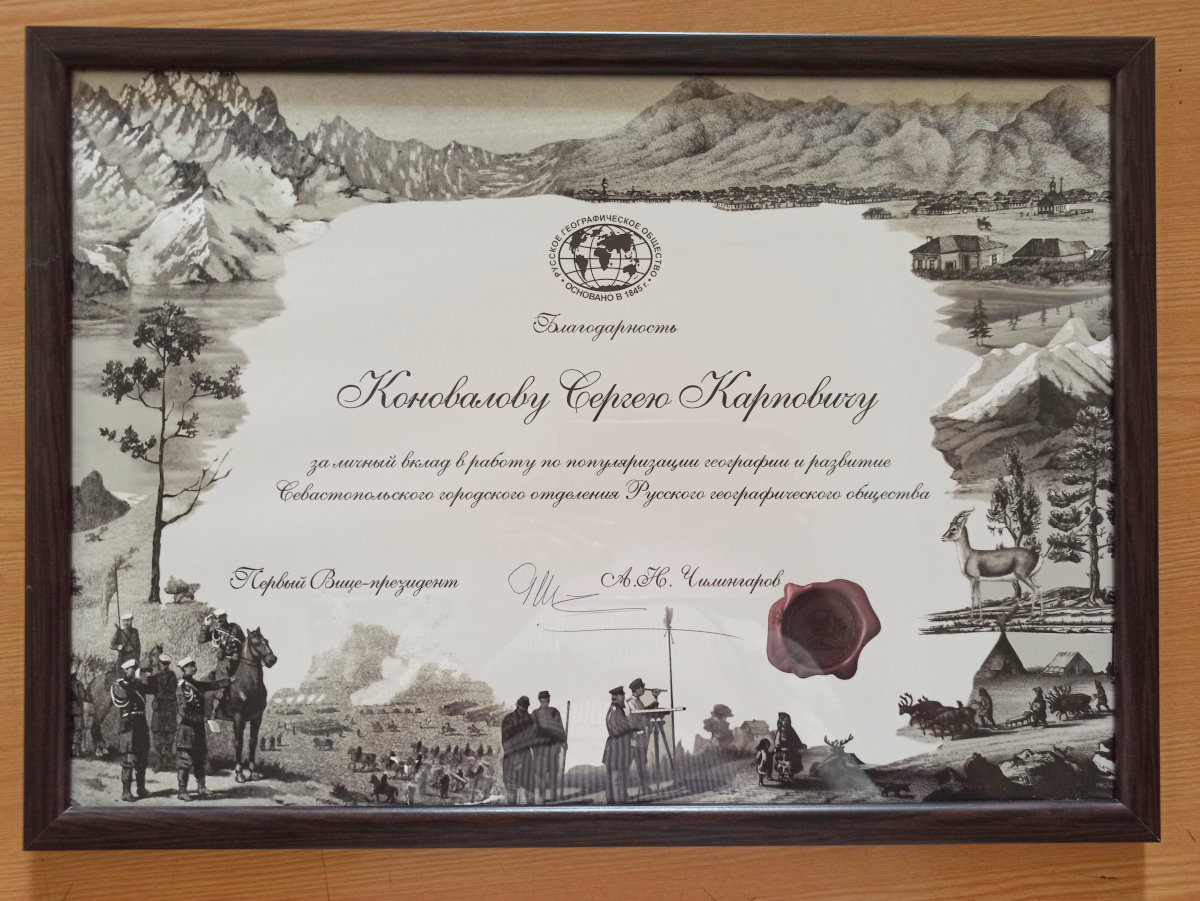 РУССКОЕ ГЕОГРАФИЧЕСКОЕ ОБЩЕСТВО
ОСНОВАНО В 1845 г.
Благодарность
Коновалову Сергею Карповичу
за личный вклад в работу по популяризации географии и развитие
Севастопольского городского отделения Русского географического общества
Первый Вице-президент А.Н. Чилингаров